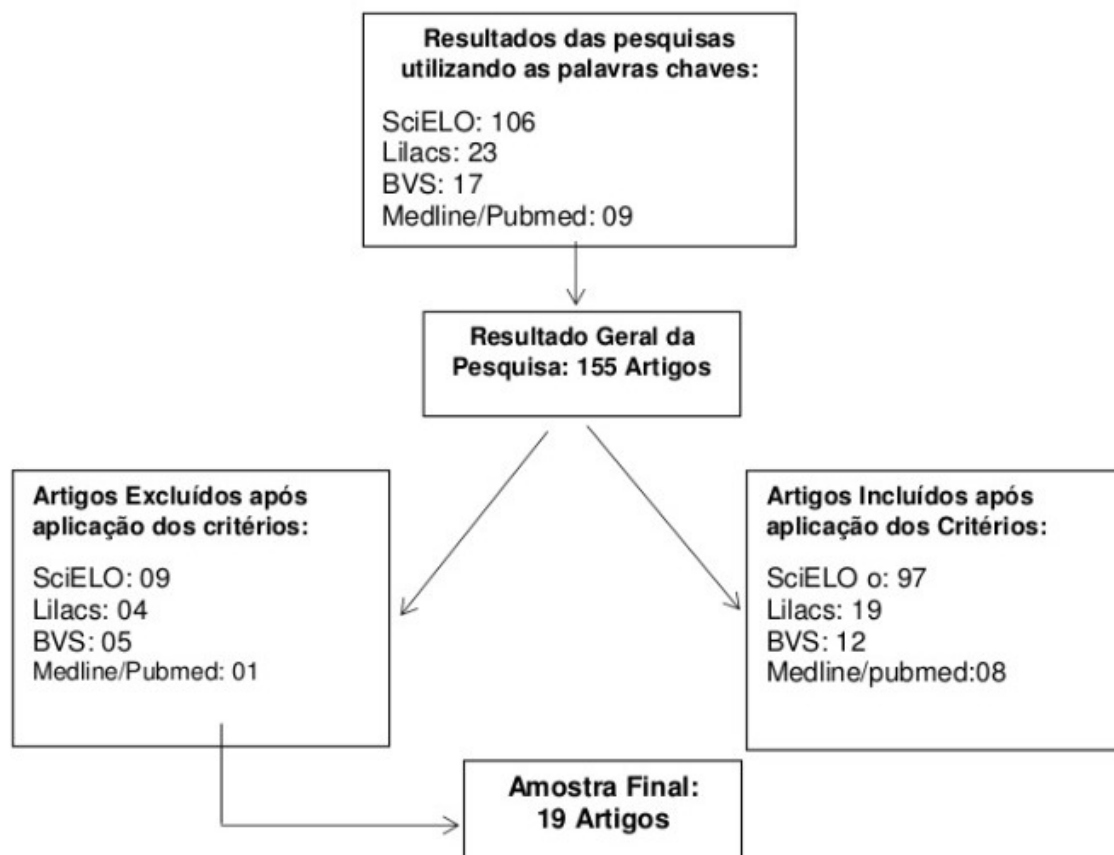 Resultados das pesquisas
utilizando as palavras chaves:
SciELO: 106
Lilacs: 23
BVS: 17
Medline/Pubmed: 09
Resultado Geral da
Pesquisa: 155 Artigos
Artigos Excluídos após
aplicação dos critérios:
SciELO: 09
Lilacs: 04
BVS: 05
Medline/Pubmed: 01
Artigos Incluídos após
aplicação dos Critérios:
SciELO o: 97
Lilacs: 19
BVS: 12
Medline/pubmed:08
Amostra Final:
19 Artigos